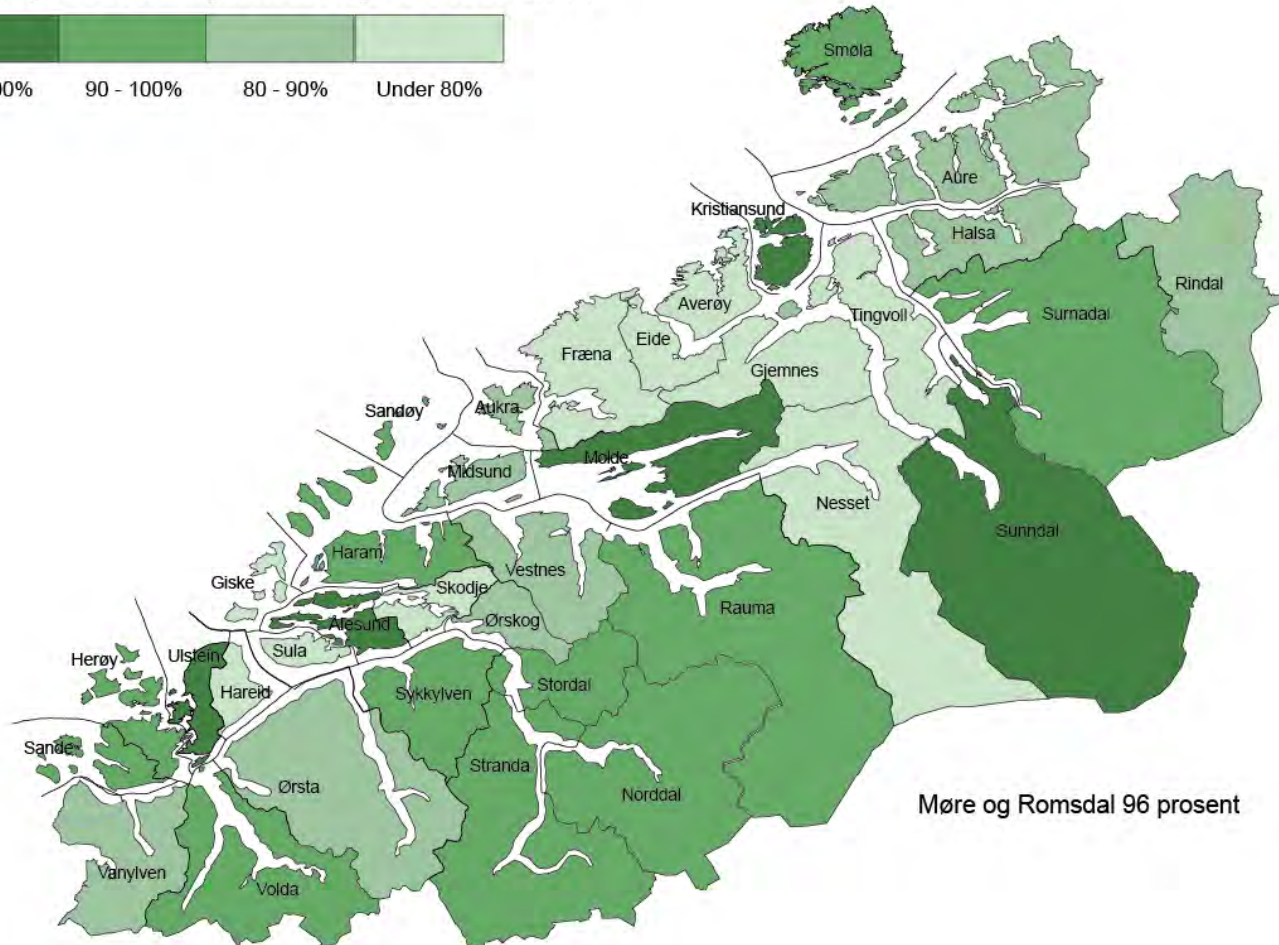 00% 90 - 100% 80 - 90% Under 80%
Smøla
Aure
Kristiansund
Halsa
Rindal
Averøy
Tingvoll
Surnadal
Eide
Fræna
Gjemnes
Sandøy
Aukra
Molde
Midsund
Nesset
Sunndal
Haram
Vestnes
Giske
Skodje
Rauma
Ørskog
Ålesund
Sula
Ulstein
Herøy
Hareid
Sykkylven
Stordal
Sande
Stranda
Ørsta
Norddal
Møre og Romsdal 96 prosent
Vanylven
Volda